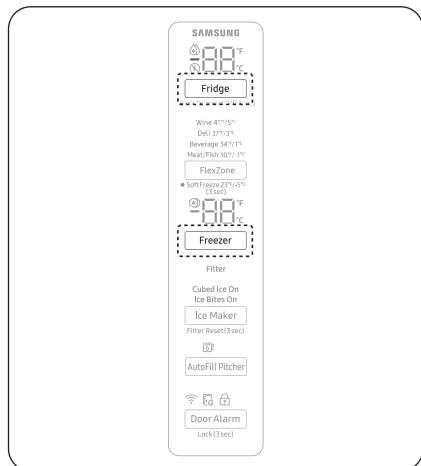 SAMSUNG
88 °F
°C
Fridge
Wine 41°F/5°C
Deli 37°F/3°C
Beverage 34°F/1°C
Meat/Fish 30°F/-1°C
FlexZone
Soft Freeze 23°F/-5°C
(3 sec)
88 °F
°C
Freezer
Filter
Cubed Ice On
Ice Bites On
Ice Maker
Filter Reset(3 sec)
AutoFill Pitcher
Door Alarm
Lock(3 sec)